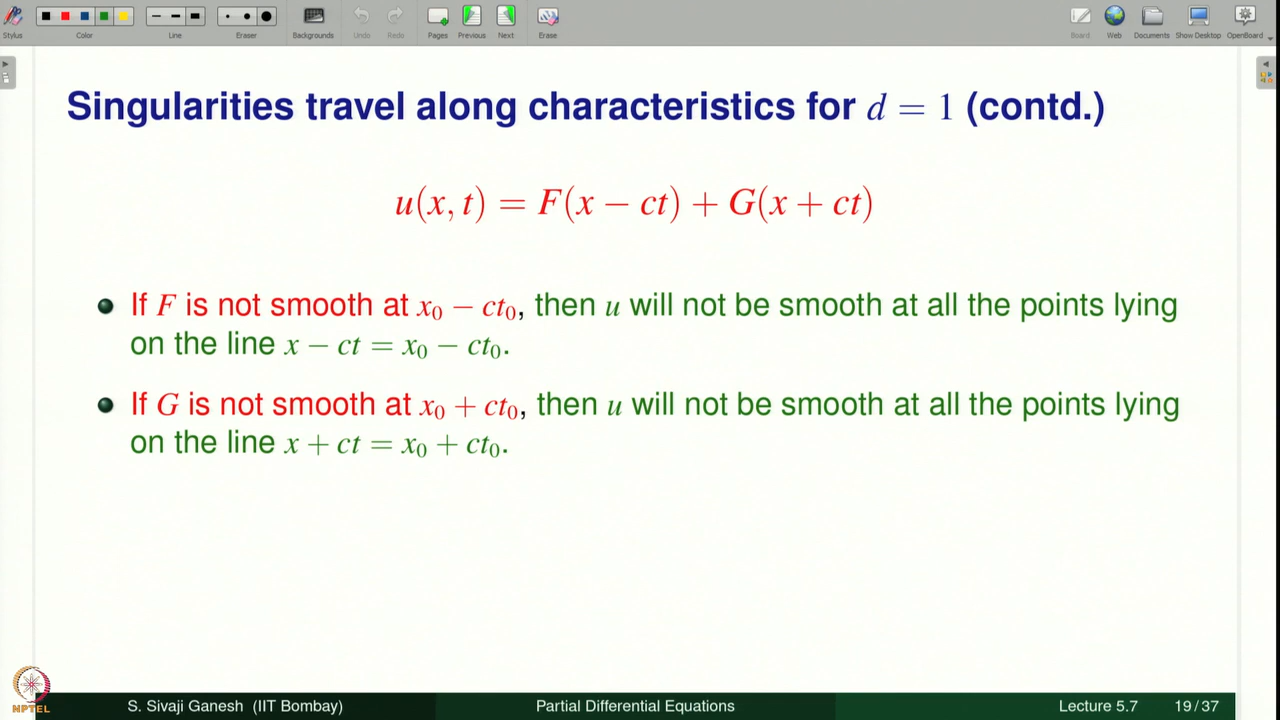 Stylus Color Line Eraser Backgrounds Undo Redo Pages Previous Next Erase Board Web Documents Show Desktop OpenBoard
Singularities travel along characteristics for d = 1 (contd.)
u(x, t) = F(x − ct) + G(x + ct)
If F is not smooth at x₀ − ct₀, then u will not be smooth at all the points lying
on the line x − ct = x₀ − ct₀.
If G is not smooth at x₀ + ct₀, then u will not be smooth at all the points lying
on the line x + ct = x₀ + ct₀.
NPTEL
S. Sivaji Ganesh (IIT Bombay) Partial Differential Equations Lecture 5.7 19/37